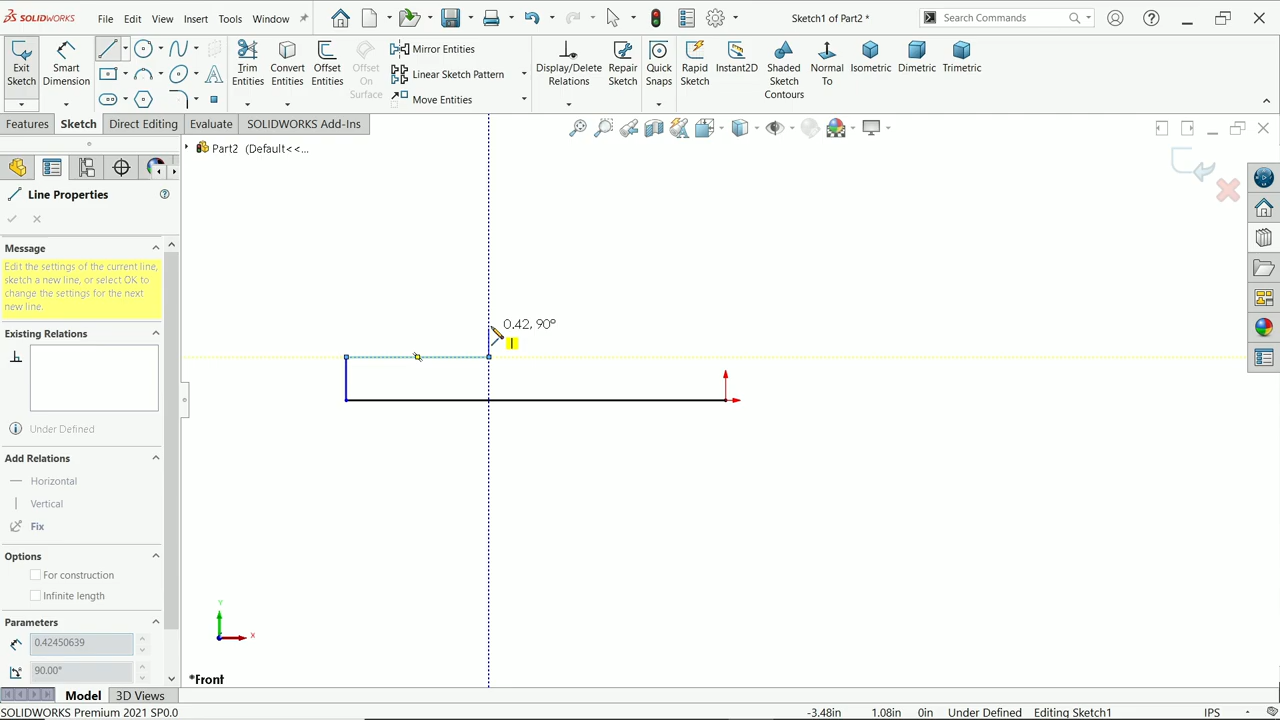 SOLIDWORKS File Edit View Insert Tools Window Sketch1 of Part2 * Search Commands
Exit Sketch Smart Dimension Trim Entities Convert Entities Offset Entities Offset On Surface Mirror Entities Linear Sketch Pattern Move Entities Display/Delete Relations Repair Sketch Quick Snaps Rapid Sketch Instant2D Shaded Sketch Contours Normal To Isometric Dimetric Trimetric
Features Sketch Direct Editing Evaluate SOLIDWORKS Add-Ins
Part2 (Default<<...
Line Properties
Message
Edit the settings of the current line,
sketch a new line, or select OK to
change the settings for the next
new line.
Existing Relations
Under Defined
Add Relations
Horizontal
Vertical
Fix
Options
For construction
Infinite length
Parameters
0.42450639
90.00°
0.42, 90°
Y
X
*Front
Model 3D Views
SOLIDWORKS Premium 2021 SP0.0 -3.48in 1.08in 0in Under Defined Editing Sketch1 IPS